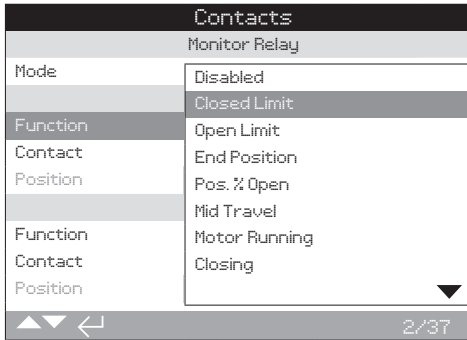 Contacts
Monitor Relay
Mode
Disabled
Closed Limit
Function
Open Limit
Contact
End Position
Position
Pos. % Open
Mid Travel
Function
Motor Running
Contact
Closing
Position
2/37